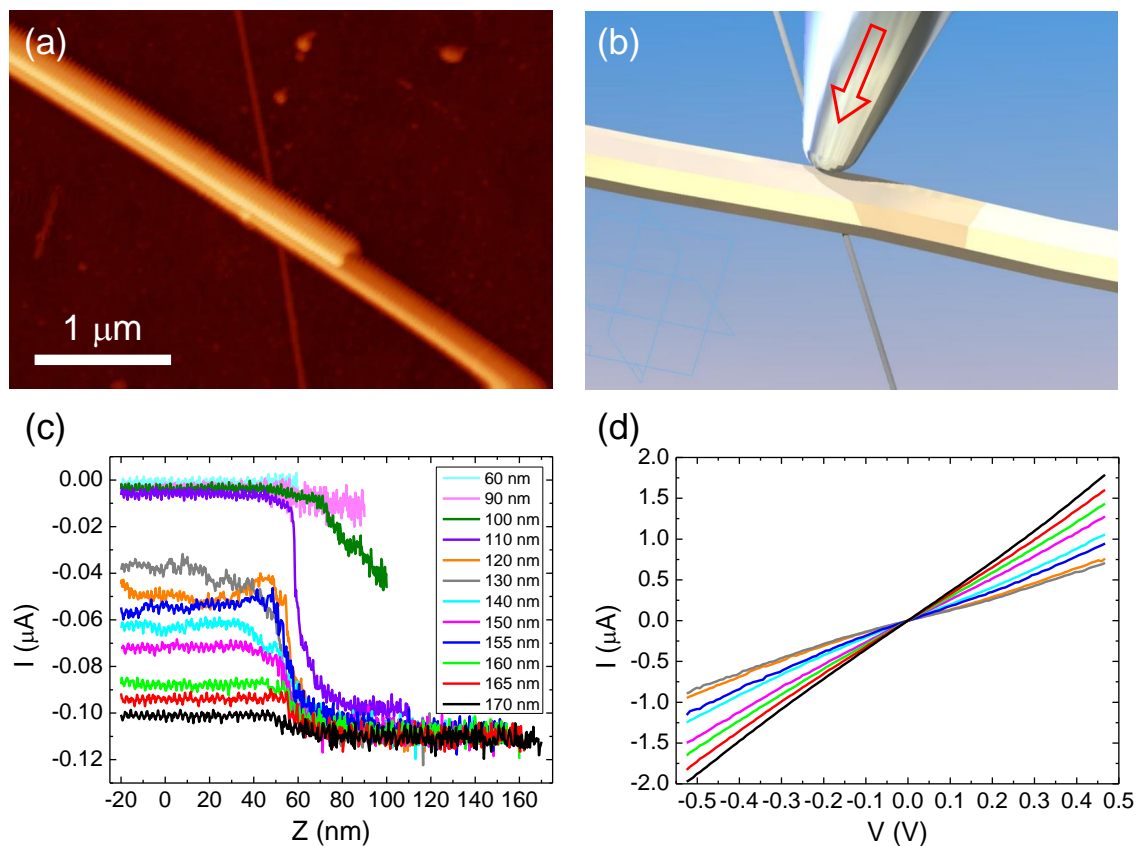 (a)
1 μm
(b)
(c)
I (μA)
0.00
-0.02
-0.04
-0.06
-0.08
-0.10
-0.12
-20 0 20 40 60 80 100 120 140 160
Z (nm)
60 nm
90 nm
100 nm
110 nm
120 nm
130 nm
140 nm
150 nm
155 nm
160 nm
165 nm
170 nm
(d)
I (μA)
2.0
1.5
1.0
0.5
0.0
-0.5
-1.0
-1.5
-2.0
-0.5 -0.4 -0.3 -0.2 -0.1 0.0 0.1 0.2 0.3 0.4 0.5
V (V)